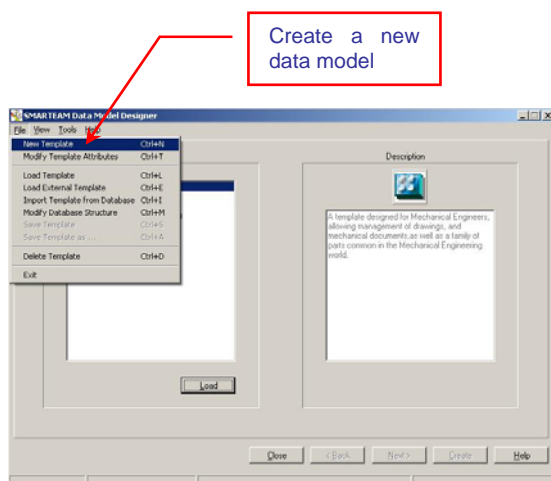 Create a new
data model
SMARTEAM Data Model Designer
File View Tools Help
New Template Ctrl+N
Modify Template Attributes Ctrl+T
Load Template Ctrl+L
Load External Template Ctrl+E
Import Template from Database Ctrl+I
Modify Database Structure Ctrl+M
Save Template Ctrl+S
Save Template as ... Ctrl+A
Delete Template Ctrl+D
Exit
Description
A template designed for Mechanical Engineers,
allowing management of drawings, and
mechanical documents,as well as a family of
parts common in the Mechanical Engineering
world.
Load
Close < Back Next > Create Help